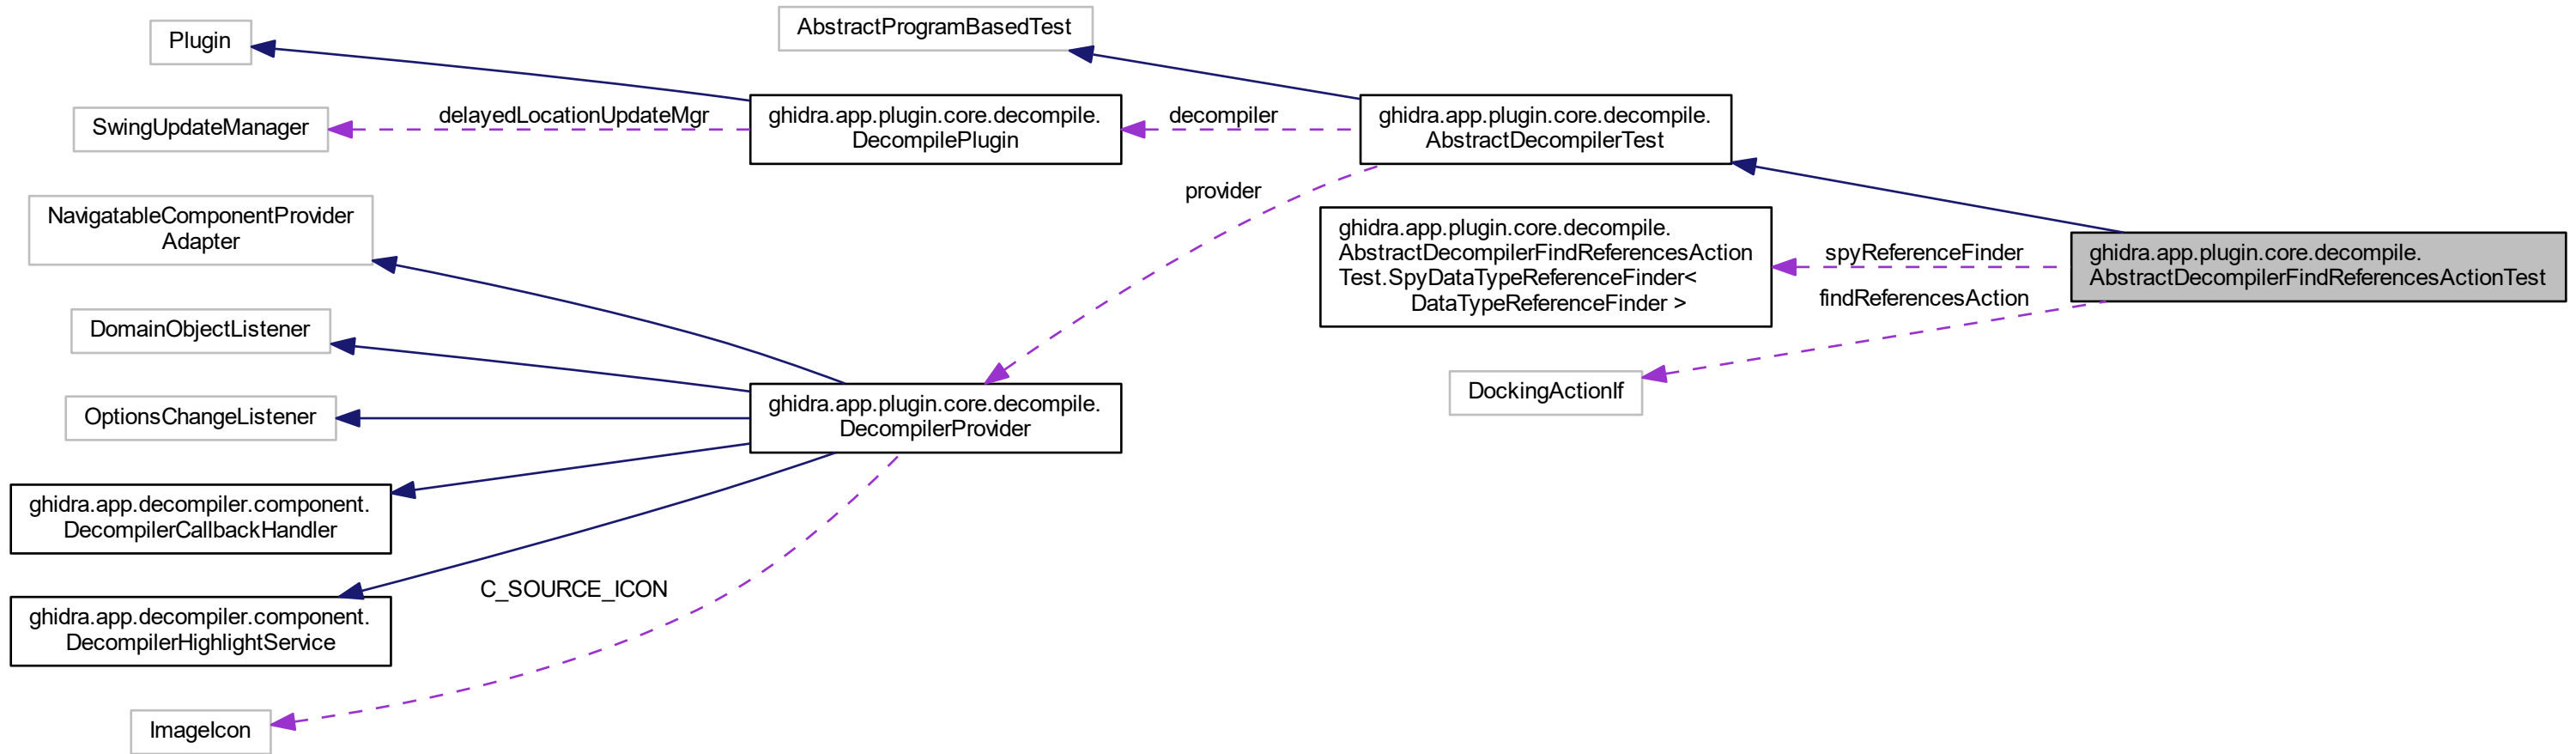 AbstractProgramBasedTest
Plugin
delayedLocationUpdateMgr
decompiler
SwingUpdateManager
ghidra.app.plugin.core.decompile.
DecompilePlugin
ghidra.app.plugin.core.decompile.
AbstractDecompilerTest
provider
NavigatableComponentProvider
Adapter
ghidra.app.plugin.core.decompile.
AbstractDecompilerFindReferencesAction
Test.SpyDataTypeReferenceFinder<
DataTypeReferenceFinder >
spyReferenceFinder
findReferencesAction
ghidra.app.plugin.core.decompile.
AbstractDecompilerFindReferencesActionTest
DomainObjectListener
DockingActionIf
OptionsChangeListener
ghidra.app.plugin.core.decompile.
DecompilerProvider
ghidra.app.decompiler.component.
DecompilerCallbackHandler
C_SOURCE_ICON
ghidra.app.decompiler.component.
DecompilerHighlightService
ImageIcon